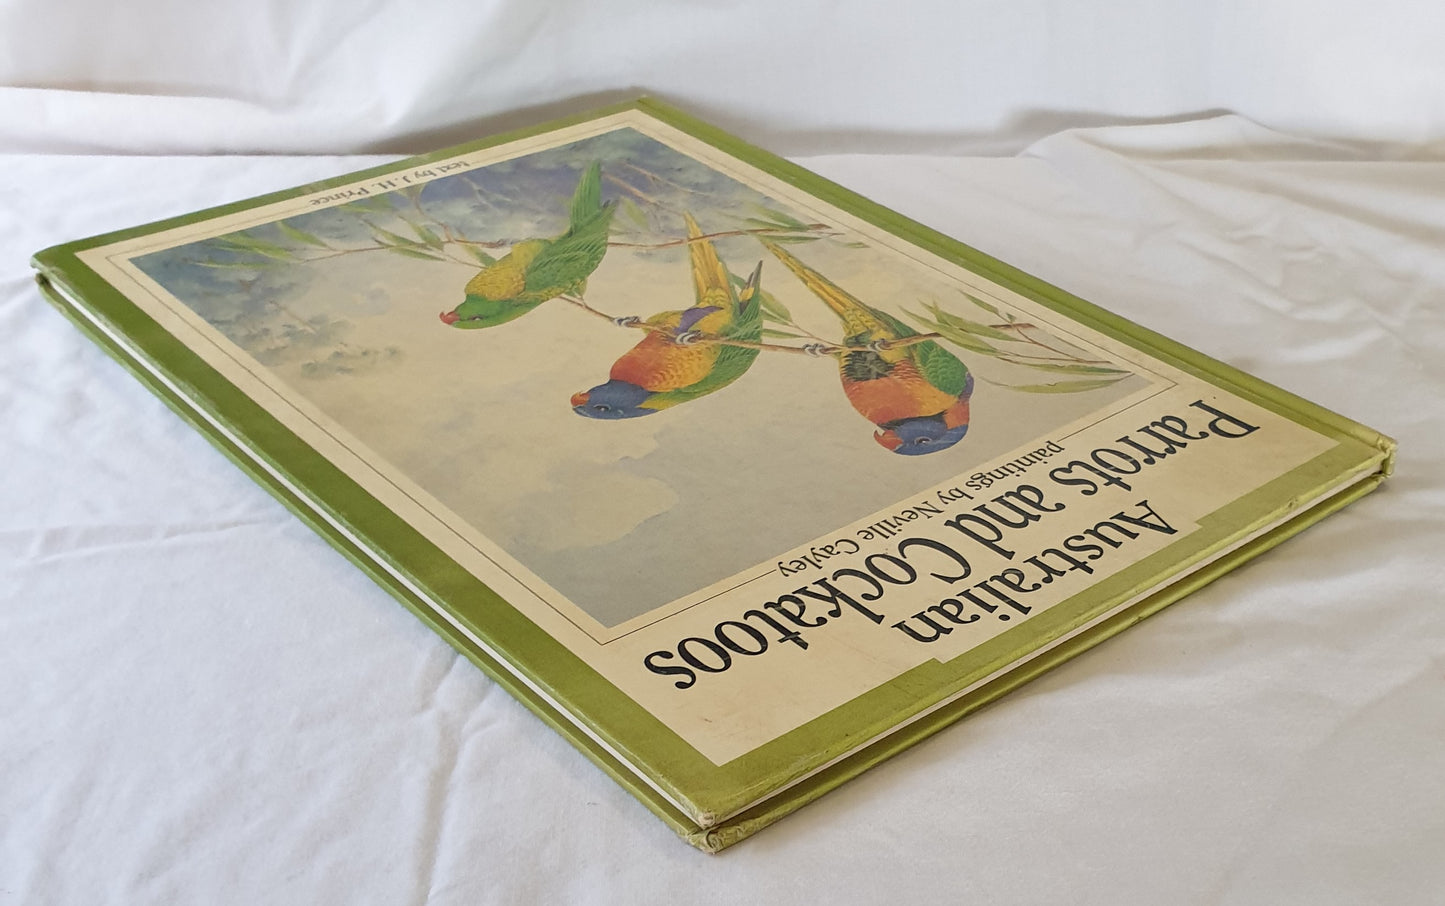 Australian
Parrots and Cockatoos
paintings by Neville Cayley
text by J. H. Prince